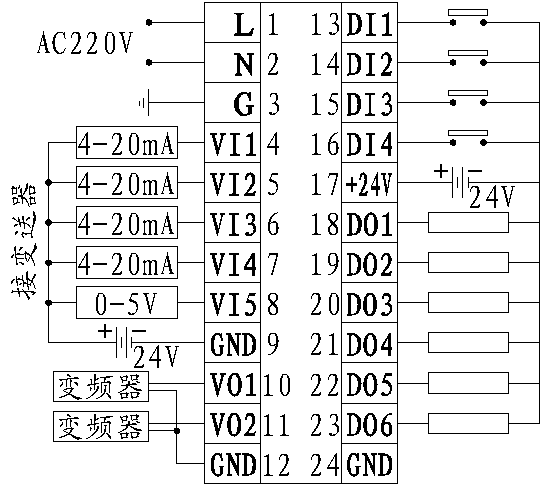 AC220V
L 1 13 DI1
N 2 14 DI2
G 3 15 DI3
4-20mA VI1 4 16 DI4
4-20mA VI2 5 17 +24V + - 24V
4-20mA VI3 6 18 DO1
4-20mA VI4 7 19 DO2
0-5V VI5 8 20 DO3
接变送器
+ - 24V GND 9 21 DO4
变频器 VO1 10 22 DO5
变频器 VO2 11 23 DO6
GND 12 24 GND